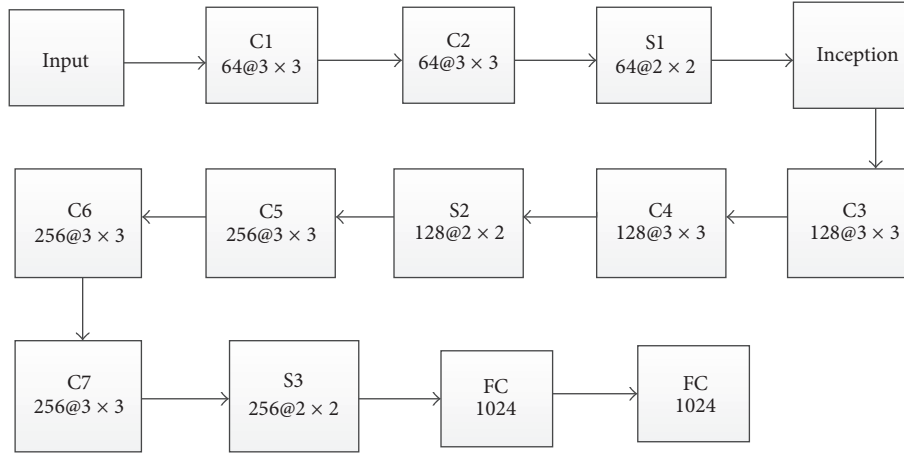 Input
C1
64@3 × 3
C2
64@3 × 3
S1
64@2 × 2
Inception
C3
128@3 × 3
C4
128@3 × 3
S2
128@2 × 2
C5
256@3 × 3
C6
256@3 × 3
C7
256@3 × 3
S3
256@2 × 2
FC
1024
FC
1024